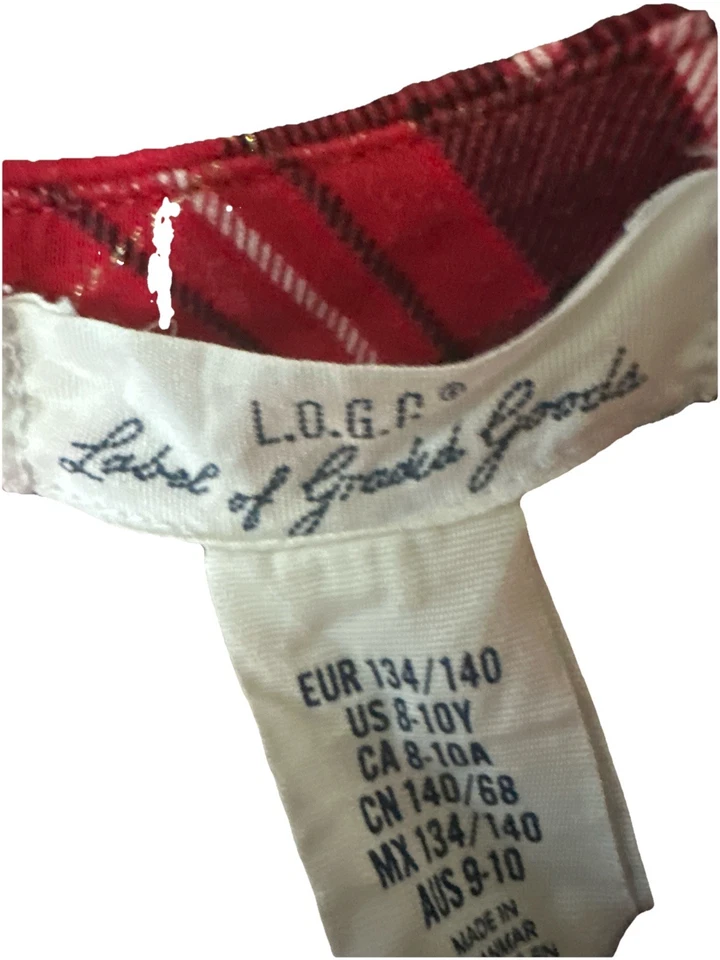 L.O.G.G.®
Label of Graded Goods
EUR 134/140
US 8-10Y
CA 8-10A
CN 140/68
MX 134/140
AUS 9-10
MADE IN